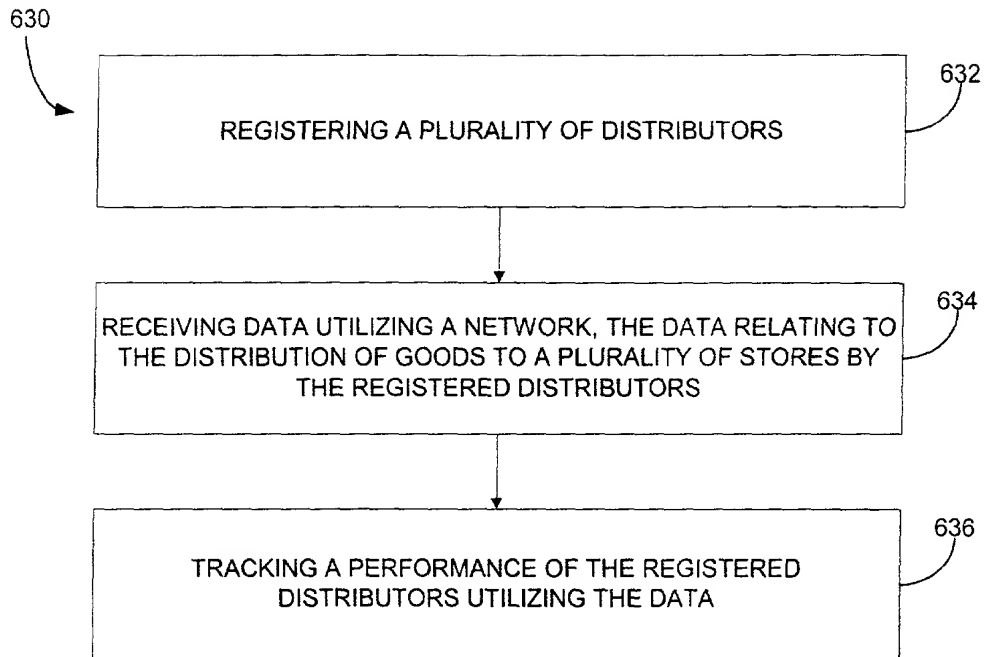 630
632
REGISTERING A PLURALITY OF DISTRIBUTORS
634
RECEIVING DATA UTILIZING A NETWORK, THE DATA RELATING TO
THE DISTRIBUTION OF GOODS TO A PLURALITY OF STORES BY
THE REGISTERED DISTRIBUTORS
636
TRACKING A PERFORMANCE OF THE REGISTERED
DISTRIBUTORS UTILIZING THE DATA